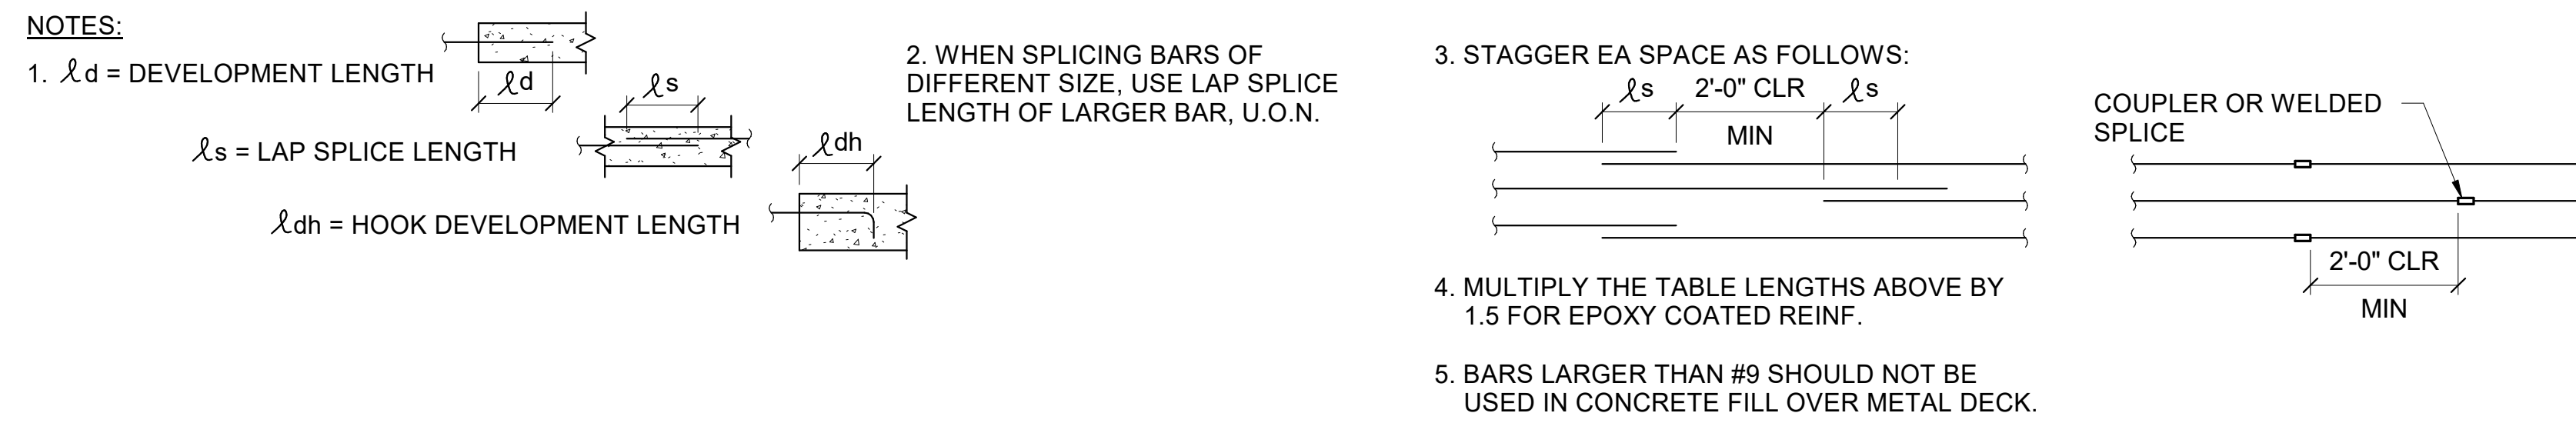 NOTES:
1. ℓd = DEVELOPMENT LENGTH
ℓd
ℓs = LAP SPLICE LENGTH
ℓs
ℓdh = HOOK DEVELOPMENT LENGTH
ℓdh
2. WHEN SPLICING BARS OF
DIFFERENT SIZE, USE LAP SPLICE
LENGTH OF LARGER BAR, U.O.N.
3. STAGGER EA SPACE AS FOLLOWS:
ℓs 2'-0" CLR ℓs
MIN
COUPLER OR WELDED
SPLICE
2'-0" CLR
MIN
4. MULTIPLY THE TABLE LENGTHS ABOVE BY
1.5 FOR EPOXY COATED REINF.
5. BARS LARGER THAN #9 SHOULD NOT BE
USED IN CONCRETE FILL OVER METAL DECK.